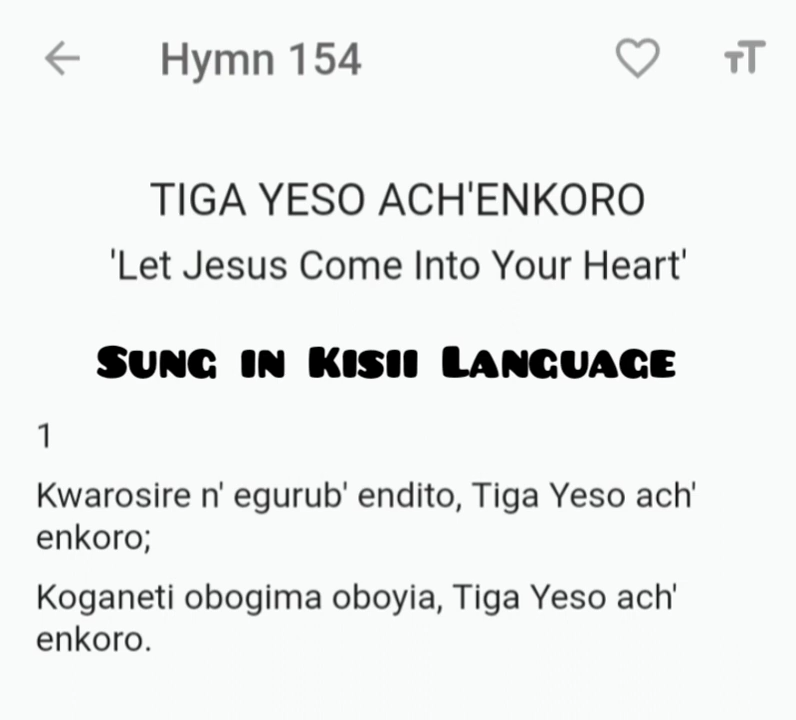 Hymn 154
TIGA YESO ACH'ENKORO
'Let Jesus Come Into Your Heart'
Sung in Kisii Language
1
Kwarosire n' egurub' endito, Tiga Yeso ach'
enkoro;
Koganeti obogima oboyia, Tiga Yeso ach'
enkoro.